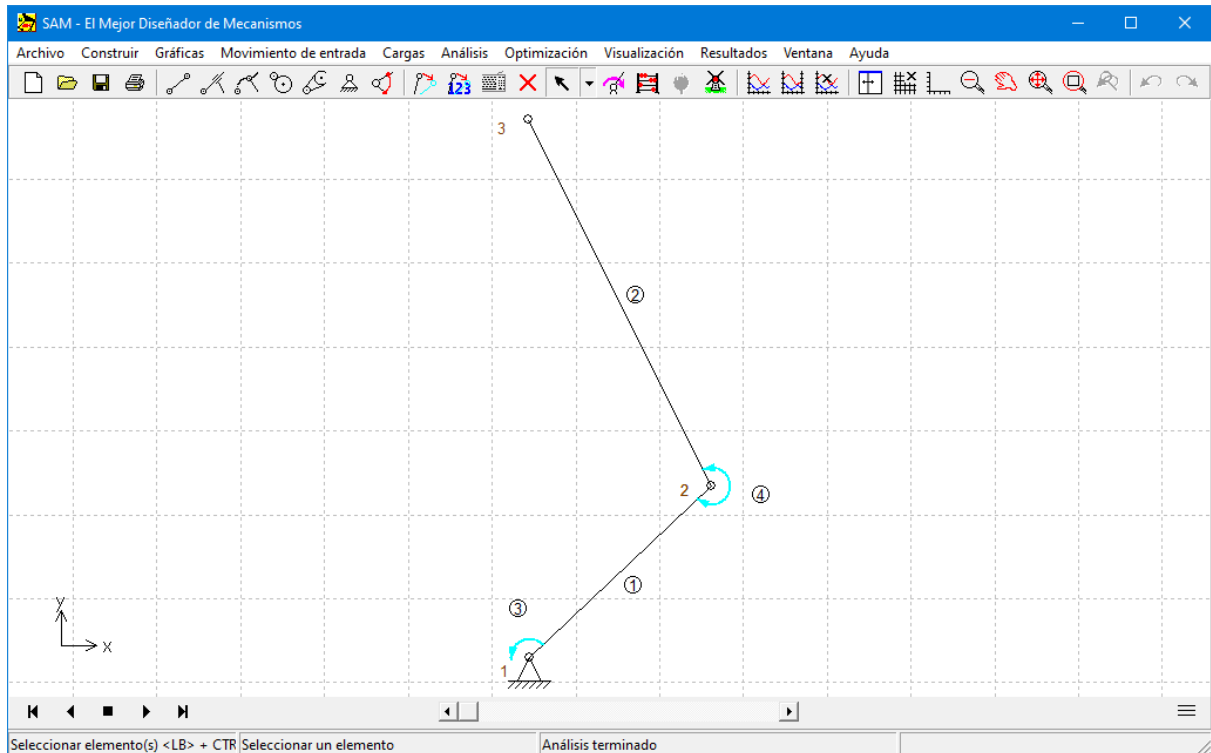 SAM - El Mejor Diseñador de Mecanismos
Archivo Construir Gráficas Movimiento de entrada Cargas Análisis Optimización Visualización Resultados Ventana Ayuda
123
3
2
2
4
1
3
1
y
x
Seleccionar elemento(s) <LB> + CTR Seleccionar un elemento Análisis terminado